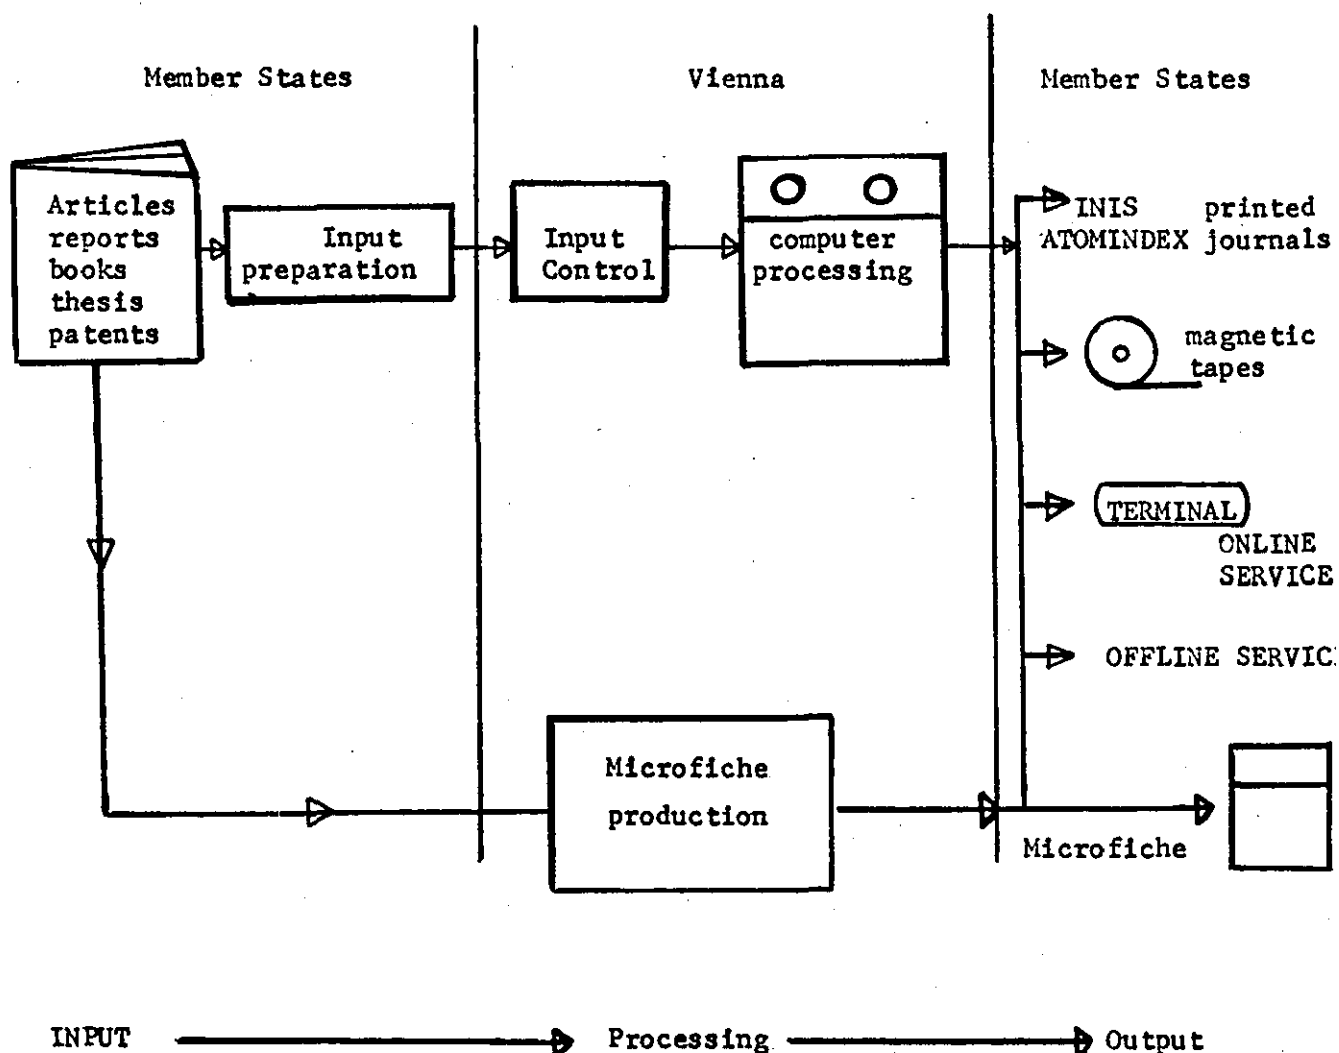 Member States
Vienna
Member States
Articles
reports
books
thesis
patents
Input
preparation
Input
Control
computer
processing
INIS printed
ATOMINDEX journals
magnetic
tapes
TERMINAL
ONLINE
SERVICE
OFFLINE SERVICE
Microfiche
production
Microfiche
INPUT
Processing
Output